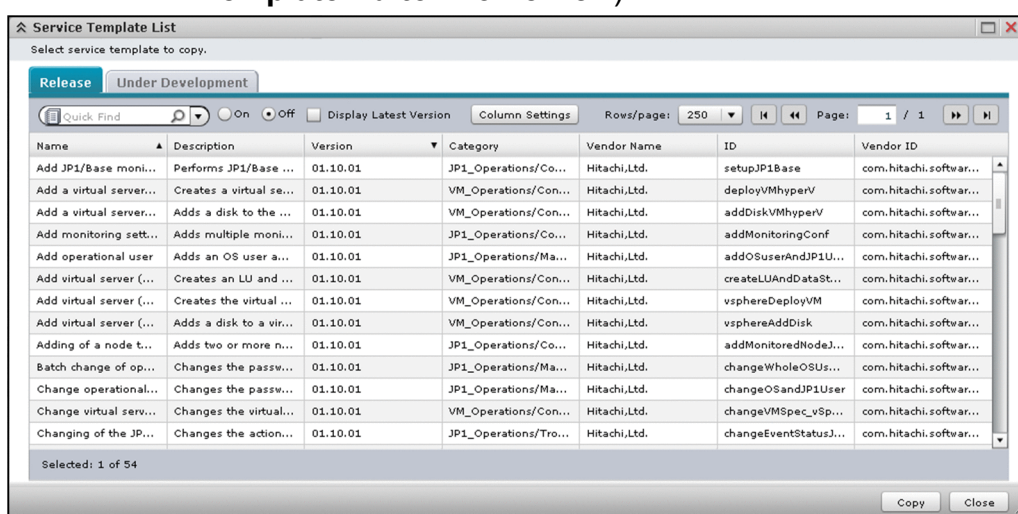 Service Template List
Select service template to copy.
Release Under Development
Quick Find On Off Display Latest Version Column Settings Rows/page: 250 Page: 1 / 1
Name Description Version Category Vendor Name ID Vendor ID
Add JP1/Base moni... Performs JP1/Base ... 01.10.01 JP1_Operations/Co... Hitachi,Ltd. setupJP1Base com.hitachi.softwar...
Add a virtual server... Creates a virtual se... 01.10.01 VM_Operations/Con... Hitachi,Ltd. deployVMhyperV com.hitachi.softwar...
Add a virtual server... Adds a disk to the ... 01.10.01 VM_Operations/Con... Hitachi,Ltd. addDiskVMhyperV com.hitachi.softwar...
Add monitoring sett... Adds multiple moni... 01.10.01 JP1_Operations/Co... Hitachi,Ltd. addMonitoringConf com.hitachi.softwar...
Add operational user Adds an OS user a... 01.10.01 JP1_Operations/Ma... Hitachi,Ltd. addOSuserAndJP1U... com.hitachi.softwar...
Add virtual server (... Creates an LU and ... 01.10.01 VM_Operations/Con... Hitachi,Ltd. createLUAndDataSt... com.hitachi.softwar...
Add virtual server (... Creates the virtual ... 01.10.01 VM_Operations/Con... Hitachi,Ltd. vsphereDeployVM com.hitachi.softwar...
Add virtual server (... Adds a disk to a vir... 01.10.01 VM_Operations/Con... Hitachi,Ltd. vsphereAddDisk com.hitachi.softwar...
Adding of a node t... Adds two or more n... 01.10.01 JP1_Operations/Co... Hitachi,Ltd. addMonitoredNodeJ... com.hitachi.softwar...
Batch change of op... Changes the passw... 01.10.01 JP1_Operations/Ma... Hitachi,Ltd. changeWholeOSUs... com.hitachi.softwar...
Change operational... Changes the passw... 01.10.01 JP1_Operations/Ma... Hitachi,Ltd. changeOSandJP1User com.hitachi.softwar...
Change virtual serv... Changes the virtual... 01.10.01 VM_Operations/Con... Hitachi,Ltd. changeVMSpec_vSp... com.hitachi.softwar...
Changing of the JP... Changes the action... 01.10.01 JP1_Operations/Tro... Hitachi,Ltd. changeEventStatusJ... com.hitachi.softwar...
Selected: 1 of 54
Copy Close